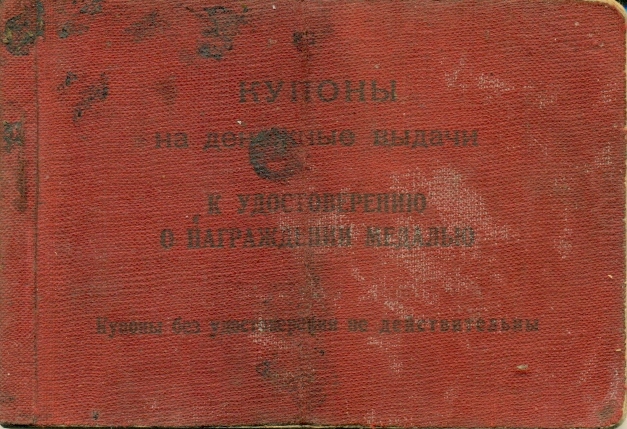 КУПОНЫ
на денежные выдачи
К УДОСТОВЕРЕНИЮ
О НАГРАЖДЕНИИ МЕДАЛЬЮ
Купоны без удостоверения не действительны